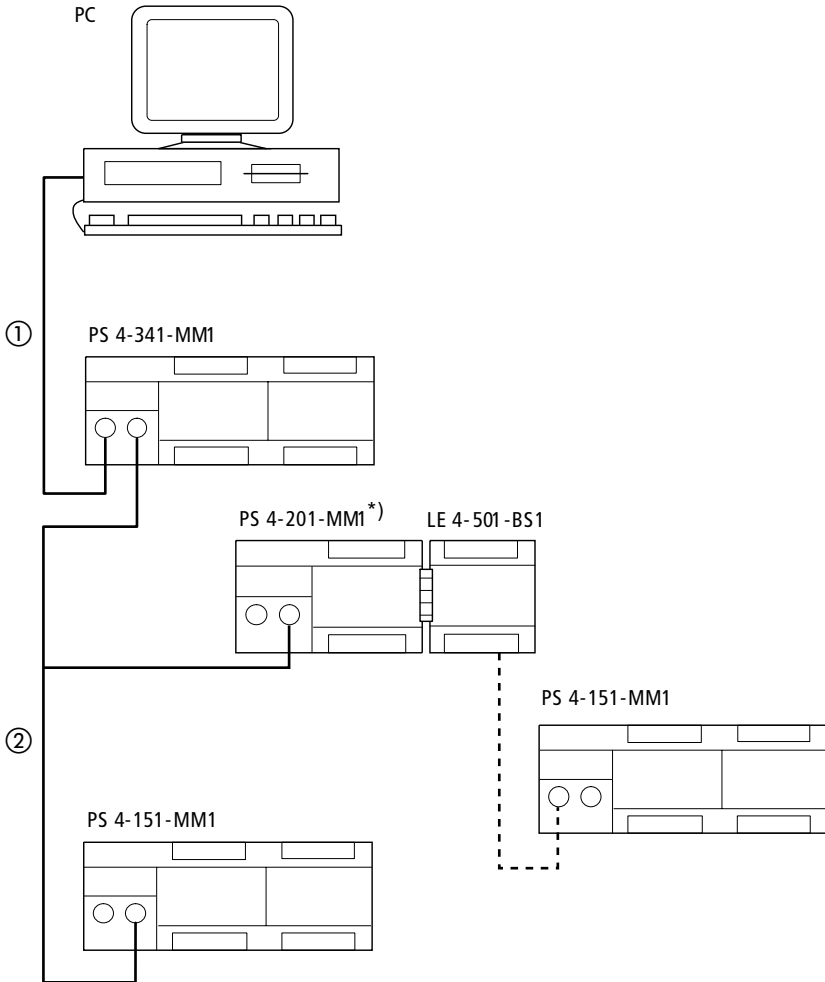 PC
①
PS 4-341-MM1
PS 4-201-MM1*)
LE 4-501-BS1
PS 4-151-MM1
②
PS 4-151-MM1